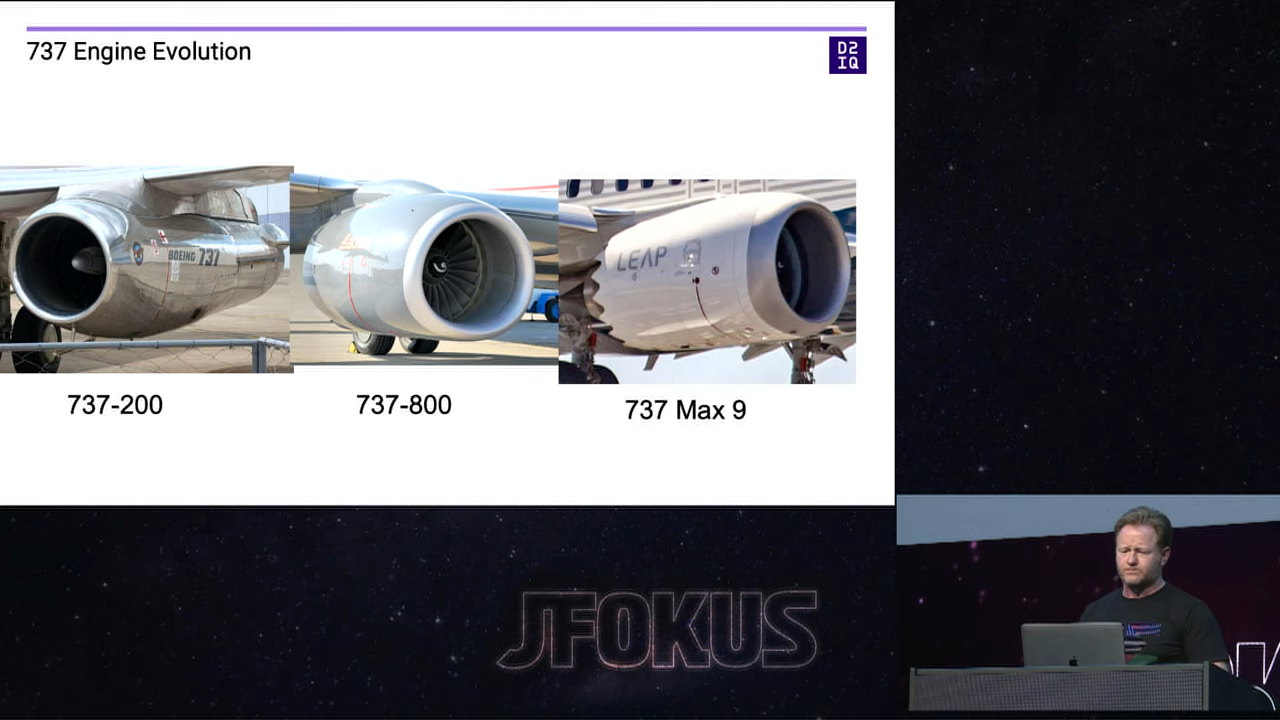 737 Engine Evolution
D2
IQ
BOEING 737
LEAP
737-200
737-800
737 Max 9
JFOKUS